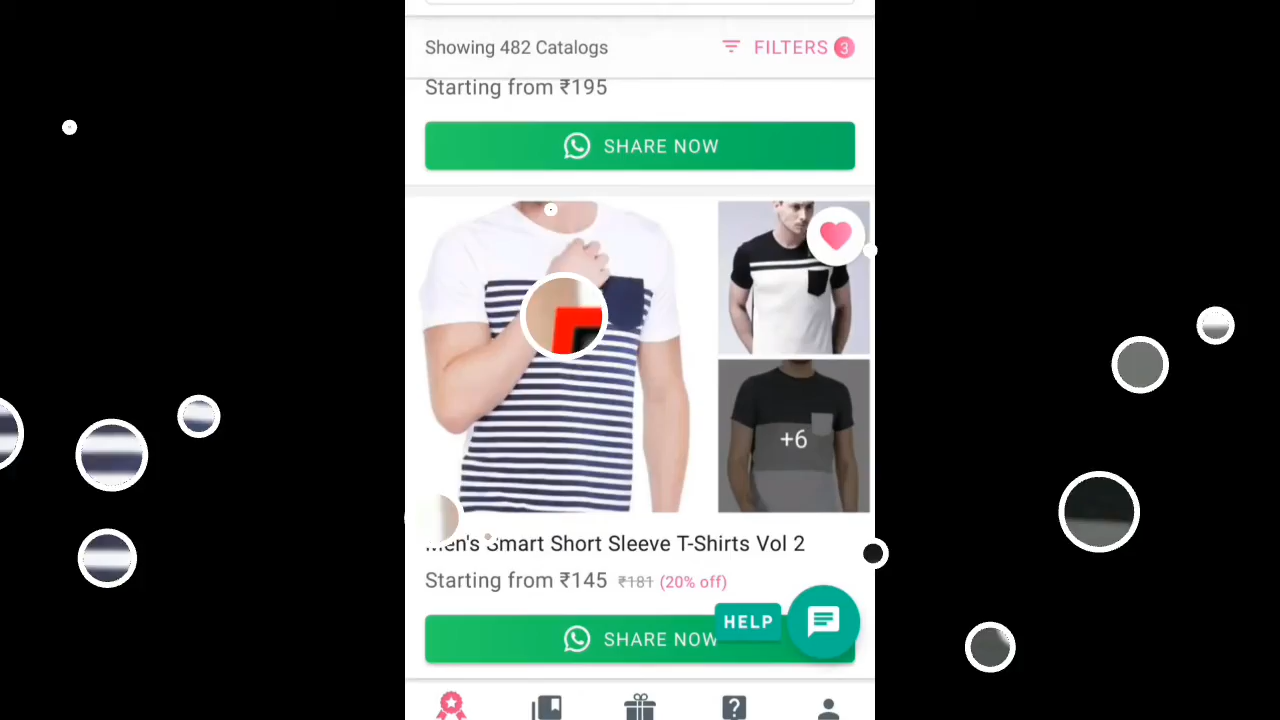 Showing 482 Catalogs
FILTERS 3
Starting from ₹195
SHARE NOW
+6
Men's Smart Short Sleeve T-Shirts Vol 2
Starting from ₹145 ₹181 (20% off)
HELP
SHARE NOW